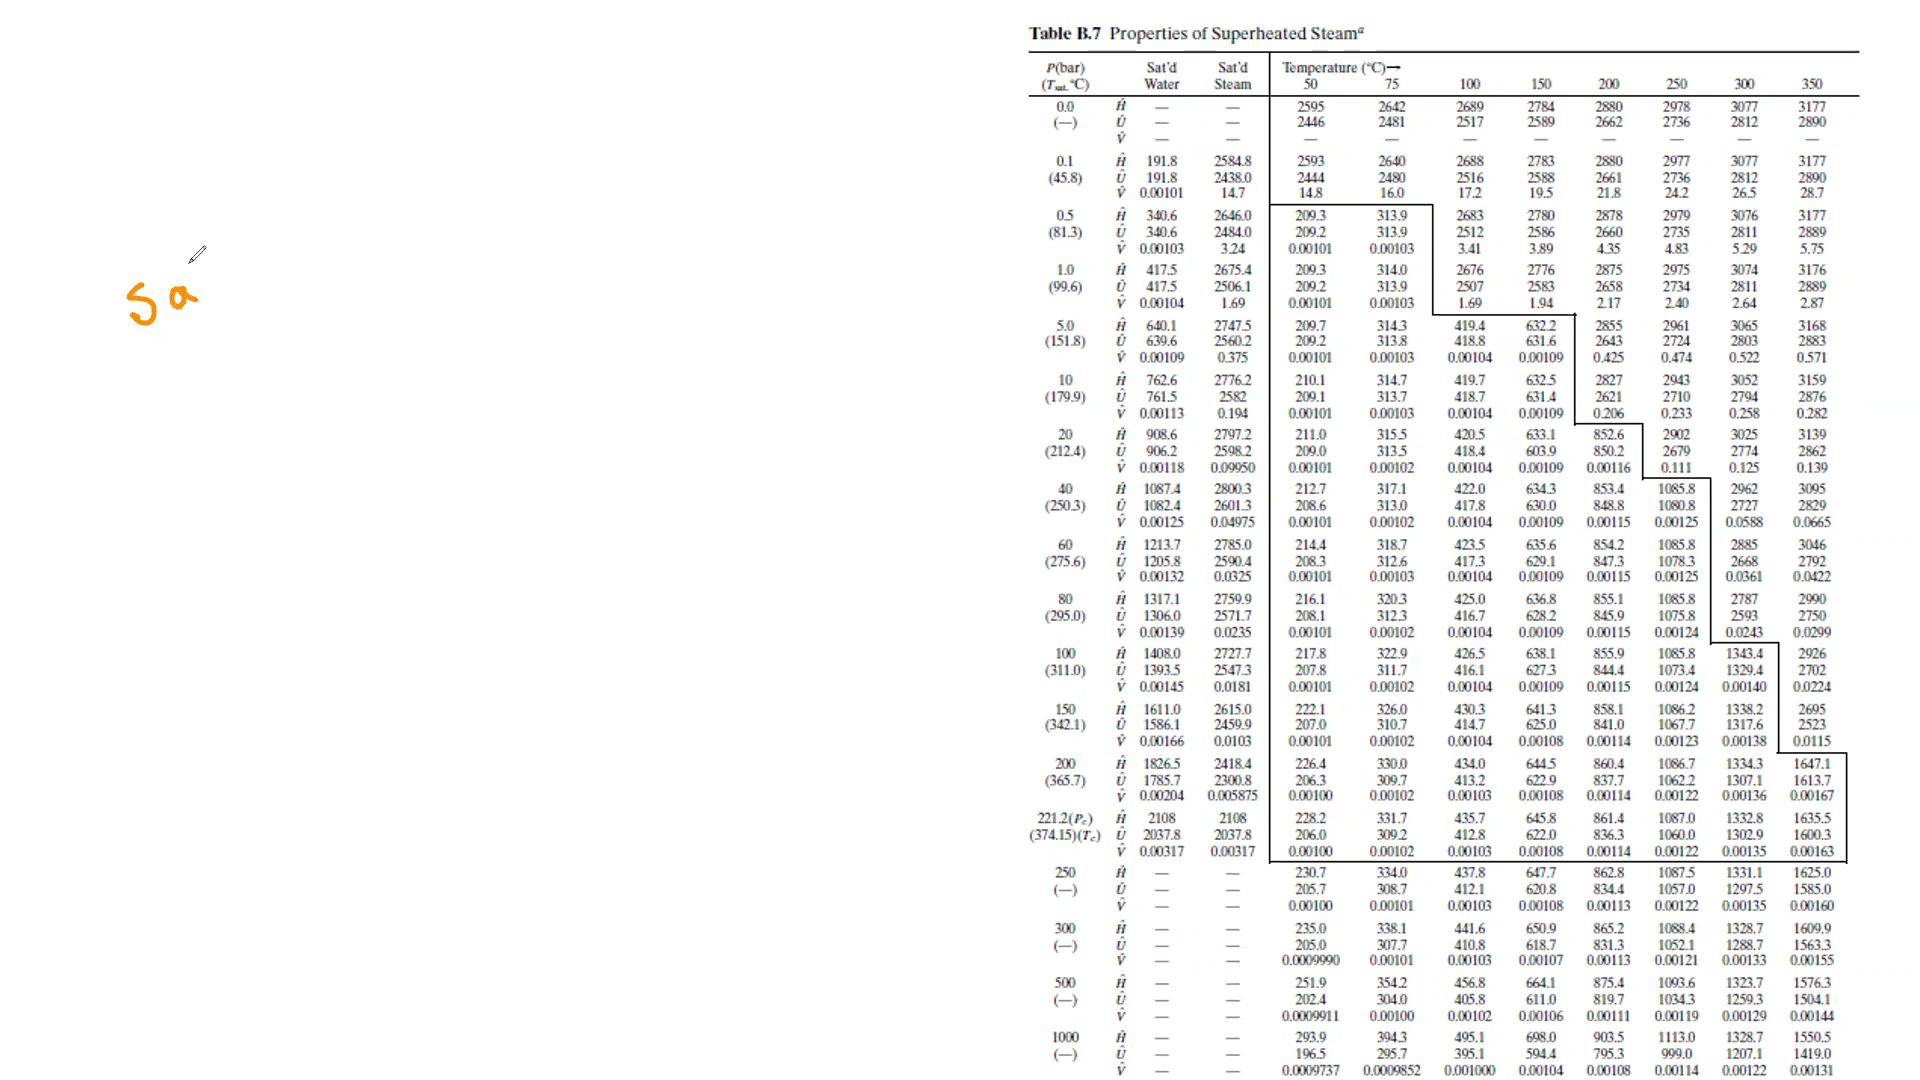 Table B.7 Properties of Superheated Steamᵃ
P(bar) Sat'd Sat'd Temperature (°C)→
(Tsat. °C) Water Steam 50 75 100 150 200 250 300 350
0.0 Ĥ — — 2595 2642 2689 2784 2880 2978 3077 3177
(—) Û — — 2446 2481 2517 2589 2662 2736 2812 2890
V̂ — — — — — — — — — —
0.1 Ĥ 191.8 2584.8 2593 2640 2688 2783 2880 2977 3077 3177
(45.8) Û 191.8 2438.0 2444 2480 2516 2588 2661 2736 2812 2890
V̂ 0.00101 14.7 14.8 16.0 17.2 19.5 21.8 24.2 26.5 28.7
0.5 Ĥ 340.6 2646.0 209.3 313.9 2683 2780 2878 2979 3076 3177
(81.3) Û 340.6 2484.0 209.2 313.9 2512 2586 2660 2735 2811 2889
V̂ 0.00103 3.24 0.00101 0.00103 3.41 3.89 4.35 4.83 5.29 5.75
1.0 Ĥ 417.5 2675.4 209.3 314.0 2676 2776 2875 2975 3074 3176
(99.6) Û 417.5 2506.1 209.2 313.9 2507 2583 2658 2734 2811 2889
V̂ 0.00104 1.69 0.00101 0.00103 1.69 1.94 2.17 2.40 2.64 2.87
Sa
5.0 Ĥ 640.1 2747.5 209.7 314.3 419.4 632.2 2855 2961 3065 3168
(151.8) Û 639.6 2560.2 209.2 313.8 418.8 631.6 2643 2724 2803 2883
V̂ 0.00109 0.375 0.00101 0.00103 0.00104 0.00109 0.425 0.474 0.522 0.571
10 Ĥ 762.6 2776.2 210.1 314.7 419.7 632.5 2827 2943 3052 3159
(179.9) Û 761.5 2582 209.1 313.7 418.7 631.4 2621 2710 2794 2876
V̂ 0.00113 0.194 0.00101 0.00103 0.00104 0.00109 0.206 0.233 0.258 0.282
20 Ĥ 908.6 2797.2 211.0 315.5 420.5 633.1 852.6 2902 3025 3139
(212.4) Û 906.2 2598.2 209.0 313.5 418.4 603.9 850.2 2679 2774 2862
V̂ 0.00118 0.09950 0.00101 0.00102 0.00104 0.00109 0.00116 0.111 0.125 0.139
40 Ĥ 1087.4 2800.3 212.7 317.1 422.0 634.3 853.4 1085.8 2962 3095
(250.3) Û 1082.4 2601.3 208.6 313.0 417.8 630.0 848.8 1080.8 2727 2829
V̂ 0.00125 0.04975 0.00101 0.00102 0.00104 0.00109 0.00115 0.00125 0.0588 0.0665
60 Ĥ 1213.7 2785.0 214.4 318.7 423.5 635.6 854.2 1085.8 2885 3046
(275.6) Û 1205.8 2590.4 208.3 312.6 417.3 629.1 847.3 1078.3 2668 2792
V̂ 0.00132 0.0325 0.00101 0.00103 0.00104 0.00109 0.00115 0.00125 0.0361 0.0422
80 Ĥ 1317.1 2759.9 216.1 320.3 425.0 636.8 855.1 1085.8 2787 2990
(295.0) Û 1306.0 2571.7 208.1 312.3 416.7 628.2 845.9 1075.8 2593 2750
V̂ 0.00139 0.0235 0.00101 0.00102 0.00104 0.00109 0.00115 0.00124 0.0243 0.0299
100 Ĥ 1408.0 2727.7 217.8 322.9 426.5 638.1 855.9 1085.8 1343.4 2926
(311.0) Û 1393.5 2547.3 207.8 311.7 416.1 627.3 844.4 1073.4 1329.4 2702
V̂ 0.00145 0.0181 0.00101 0.00102 0.00104 0.00109 0.00115 0.00124 0.00140 0.0224
150 Ĥ 1611.0 2615.0 222.1 326.0 430.3 641.3 858.1 1086.2 1338.2 2695
(342.1) Û 1586.1 2459.9 207.0 310.7 414.7 625.0 841.0 1067.7 1317.6 2523
V̂ 0.00166 0.0103 0.00101 0.00102 0.00104 0.00108 0.00114 0.00123 0.00138 0.0115
200 Ĥ 1826.5 2418.4 226.4 330.0 434.0 644.5 860.4 1086.7 1334.3 1647.1
(365.7) Û 1785.7 2300.8 206.3 309.7 413.2 622.9 837.7 1062.2 1307.1 1613.7
V̂ 0.00204 0.005875 0.00100 0.00102 0.00103 0.00108 0.00114 0.00122 0.00136 0.00167
221.2(Pc) Ĥ 2108 2108 228.2 331.7 435.7 645.8 861.4 1087.0 1332.8 1635.5
(374.15)(Tc) Û 2037.8 2037.8 206.0 309.2 412.8 622.0 836.3 1060.0 1302.9 1600.3
V̂ 0.00317 0.00317 0.00100 0.00102 0.00103 0.00108 0.00114 0.00122 0.00135 0.00163
250 Ĥ — — 230.7 334.0 437.8 647.7 862.8 1087.5 1331.1 1625.0
(—) Û — — 205.7 308.7 412.1 620.8 834.4 1057.0 1297.5 1585.0
V̂ — — 0.00100 0.00101 0.00103 0.00108 0.00113 0.00122 0.00135 0.00160
300 Ĥ — — 235.0 338.1 441.6 650.9 865.2 1088.4 1328.7 1609.9
(—) Û — — 205.0 307.7 410.8 618.7 831.3 1052.1 1288.7 1563.3
V̂ — — 0.0009990 0.00101 0.00103 0.00107 0.00113 0.00121 0.00133 0.00155
500 Ĥ — — 251.9 354.2 456.8 664.1 875.4 1093.6 1323.7 1576.3
(—) Û — — 202.4 304.0 405.8 611.0 819.7 1034.3 1259.3 1504.1
V̂ — — 0.0009911 0.00100 0.00102 0.00106 0.00111 0.00119 0.00129 0.00144
1000 Ĥ — — 293.9 394.3 495.1 698.0 903.5 1113.0 1328.7 1550.5
(—) Û — — 196.5 295.7 395.1 594.4 795.3 999.0 1207.1 1419.0
V̂ — — 0.0009737 0.0009852 0.001000 0.00104 0.00108 0.00114 0.00122 0.00131